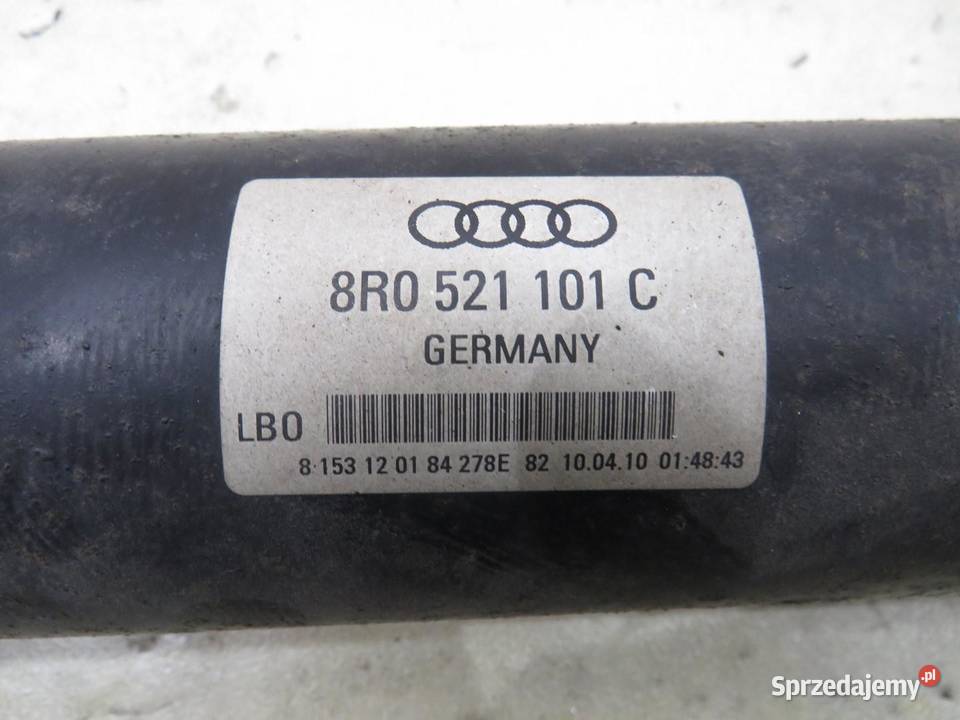 8R0 521 101 C
GERMANY
LB0
8 153 12 01 84 278E 82 10.04.10 01:48:43
Sprzedajemy.pl